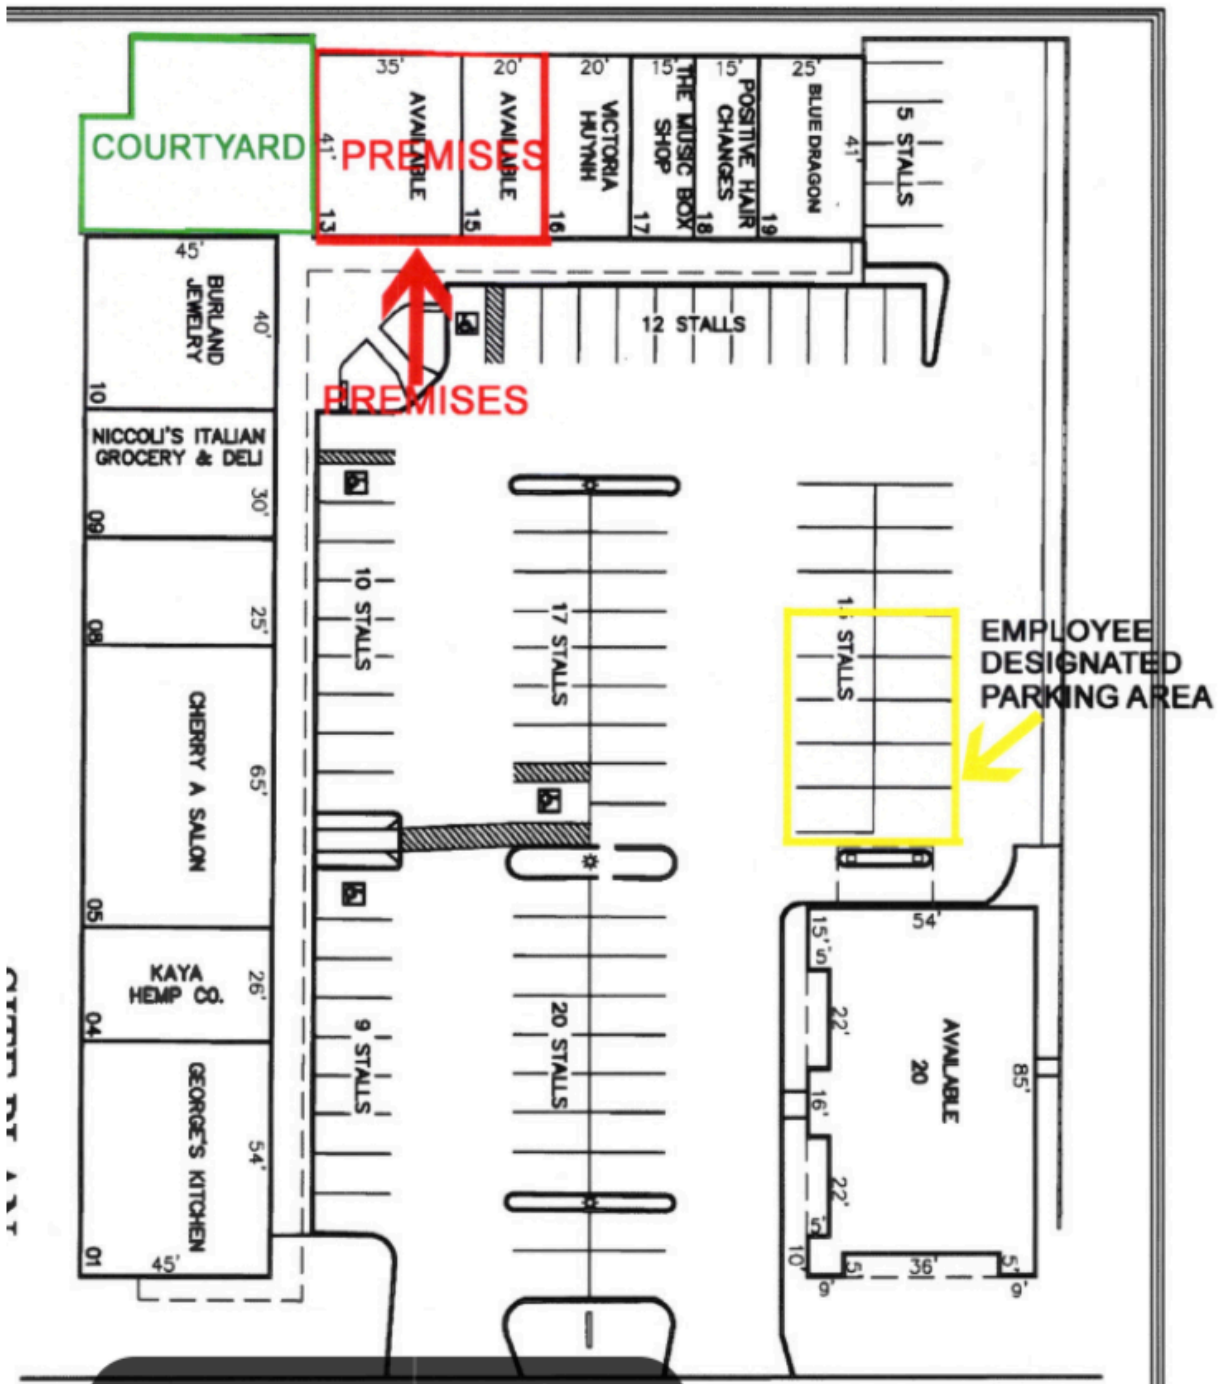 COURTYARD
35'
AVAILABLE
41'
13
PREMISES
20'
AVAILABLE
15
20'
VICTORIA
HUYNH
16
15'
THE MUSIC BOX
SHOP
17
15'
POSITIVE HAIR
CHANGES
18
25'
BLUE DRAGON
41'
19
5 STALLS
PREMISES
12 STALLS
45'
BURLAND
JEWELRY
40'
10
NICCOLI'S ITALIAN
GROCERY & DELI
30'
09
25'
08
CHERRY A SALON
65'
05
KAYA
HEMP CO.
26'
04
GEORGE'S KITCHEN
54'
45'
01
10 STALLS
17 STALLS
STALLS
EMPLOYEE
DESIGNATED
PARKING AREA
9 STALLS
20 STALLS
54'
15'
5'
22'
16'
22'
5'
10'
9'
5'
36'
5'
9'
85'
AVAILABLE
20